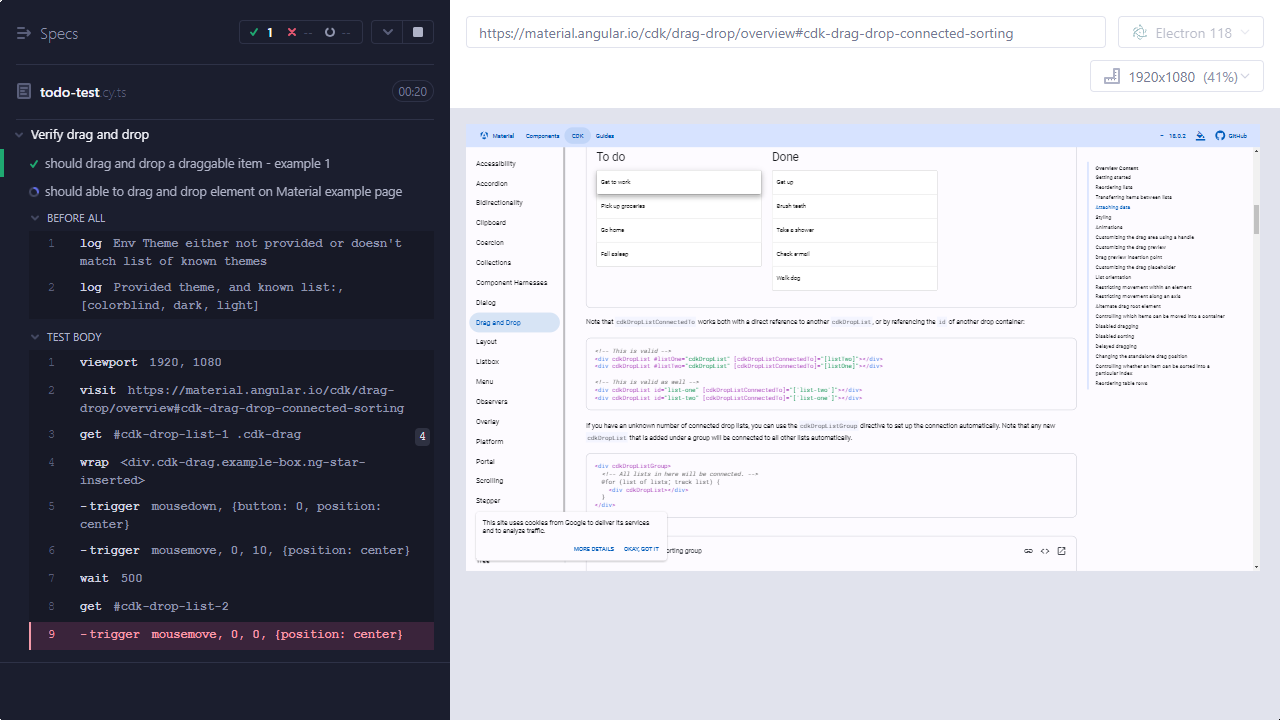 Specs
1
--
--
todo-test.cy.ts
00:20
Verify drag and drop
should drag and drop a draggable item - example 1
should able to drag and drop element on Material example page
BEFORE ALL
1 log Env Theme either not provided or doesn't
match list of known themes
2 log Provided theme, and known list:,
[colorblind, dark, light]
TEST BODY
1 viewport 1920, 1080
2 visit https://material.angular.io/cdk/drag-
drop/overview#cdk-drag-drop-connected-sorting
3 get #cdk-drop-list-1 .cdk-drag 4
4 wrap <div.cdk-drag.example-box.ng-star-
inserted>
5 -trigger mousedown, {button: 0, position:
center}
6 -trigger mousemove, 0, 10, {position: center}
7 wait 500
8 get #cdk-drop-list-2
9 -trigger mousemove, 0, 0, {position: center}
https://material.angular.io/cdk/drag-drop/overview#cdk-drag-drop-connected-sorting
Electron 118
1920x1080 (41%)
Material Components CDK Guides
18.0.2 GitHub
Accessibility
Accordion
Bidirectionality
Clipboard
Coercion
Collections
Component Harnesses
Dialog
Drag and Drop
Layout
Listbox
Menu
Observers
Overlay
Platform
Portal
Scrolling
Stepper
To do
Get to work
Pick up groceries
Go home
Fall asleep
Done
Get up
Brush teeth
Take a shower
Check e-mail
Walk dog
Note that cdkDropListConnectedTo works both with a direct reference to another cdkDropList, or by referencing the id of another drop container:
<!-- This is valid -->
<div cdkDropList #listOne="cdkDropList" [cdkDropListConnectedTo]="[listTwo]"></div>
<div cdkDropList #listTwo="cdkDropList" [cdkDropListConnectedTo]="[listOne]"></div>
<!-- This is valid as well -->
<div cdkDropList id="list-one" [cdkDropListConnectedTo]="['list-two']"></div>
<div cdkDropList id="list-two" [cdkDropListConnectedTo]="['list-one']"></div>
If you have an unknown number of connected drop lists, you can use the cdkDropListGroup directive to set up the connection automatically. Note that any new
cdkDropList that is added under a group will be connected to all other lists automatically.
<div cdkDropListGroup>
<!-- All lists in here will be connected. -->
@for (list of lists; track list) {
<div cdkDropList></div>
}
</div>
This site uses cookies from Google to deliver its services
and to analyze traffic.
MORE DETAILS OKAY, GOT IT
orting group
Tree
Overview Content
Getting started
Reordering lists
Transferring items between lists
Attaching data
Styling
Animations
Customizing the drag area using a handle
Customizing the drag preview
Drag preview insertion point
Customizing the drag placeholder
List orientation
Restricting movement within an element
Restricting movement along an axis
Alternate drag root element
Controlling which items can be moved into a container
Disabled dragging
Disabled sorting
Delayed dragging
Changing the standalone drag position
Controlling whether an item can be sorted into a
particular index
Reordering table rows